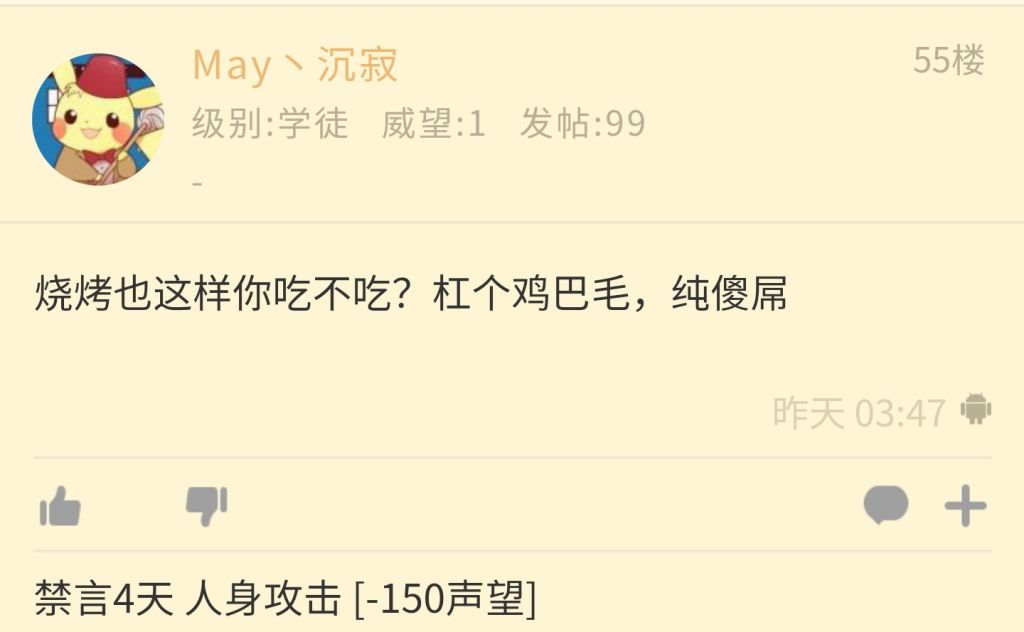 May丶沉寂
55楼
级别:学徒 威望:1 发帖:99
-
烧烤也这样你吃不吃？杠个鸡巴毛，纯傻屌
昨天 03:47
禁言4天 人身攻击 [-150声望]